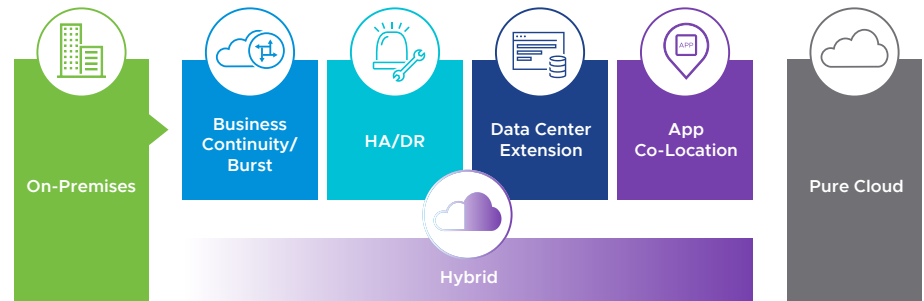 On-Premises
Business
Continuity/
Burst
HA/DR
Data Center
Extension
APP
App
Co-Location
Hybrid
Pure Cloud